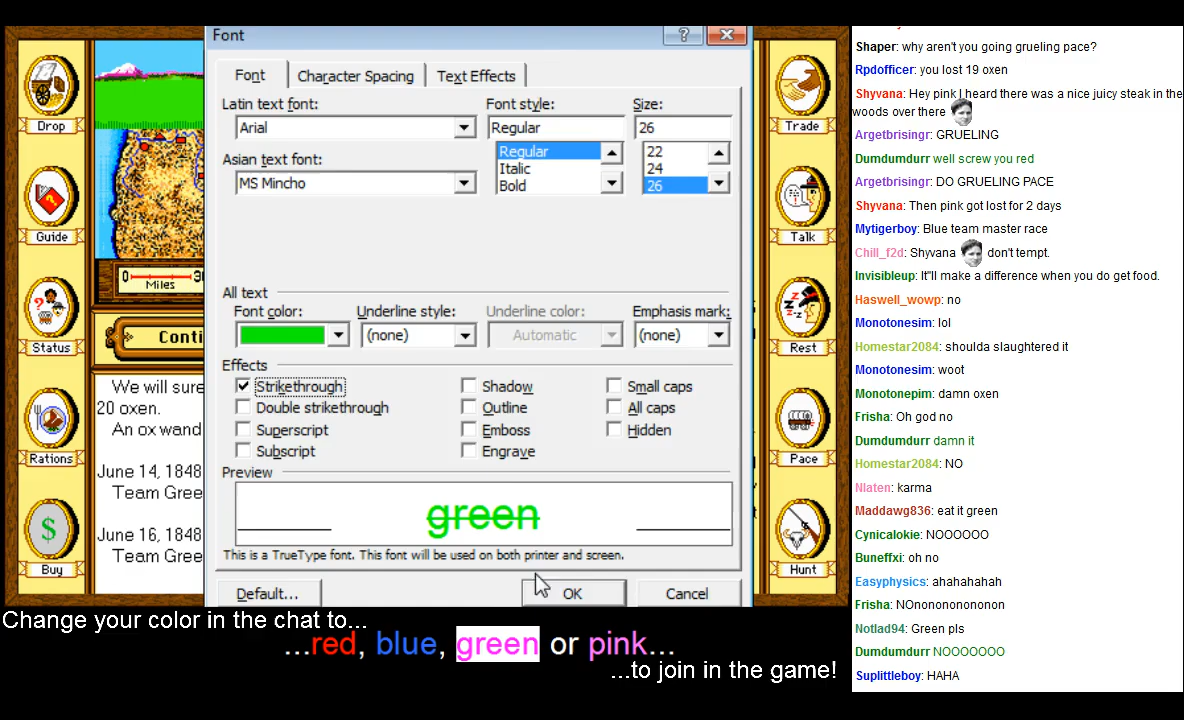 Font
Font
Character Spacing
Text Effects
Latin text font:
Font style:
Size:
Arial
Regular
26
Regular
Italic
Bold
22
24
26
Asian text font:
MS Mincho
All text
Font color:
Underline style:
Underline color:
Emphasis mark:
(none)
Automatic
(none)
Effects
Strikethrough
Shadow
Small caps
Double strikethrough
Outline
All caps
Superscript
Emboss
Hidden
Subscript
Engrave
Preview
green
This is a TrueType font. This font will be used on both printer and screen.
Default...
OK
Cancel
Drop
Guide
Status
Rations
$
Buy
0
Miles
Conti
We will sure
20 oxen.
An ox wand
June 14, 1848
Team Gree
June 16, 1848
Team Gree
Trade
Talk
Rest
Pace
Hunt
Change your color in the chat to...
...red, blue, green or pink...
...to join in the game!
Shaper: why aren't you going grueling pace?
Rpdofficer: you lost 19 oxen
Shyvana: Hey pink I heard there was a nice juicy steak in the
woods over there
Argetbrisingr: GRUELING
Dumdumdurr well screw you red
Argetbrisingr: DO GRUELING PACE
Shyvana: Then pink got lost for 2 days
Mytigerboy: Blue team master race
Chill_f2d: Shyvana don't tempt.
Invisibleup: It"ll make a difference when you do get food.
Haswell_wowp: no
Monotonesim: lol
Homestar2084: shoulda slaughtered it
Monotonesim: woot
Monotonepim: damn oxen
Frisha: Oh god no
Dumdumdurr damn it
Homestar2084: NO
Nlaten: karma
Maddawg836: eat it green
Cynicalokie: NOOOOOO
Buneffxi: oh no
Easyphysics: ahahahahah
Frisha: NOnononononon
Notlad94: Green pls
Dumdumdurr NOOOOOOO
Suplittleboy: HAHA